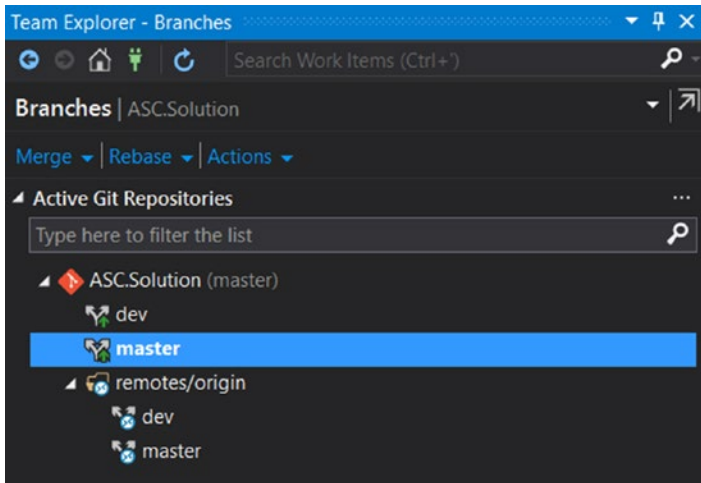 Team Explorer - Branches
Search Work Items (Ctrl+')
Branches | ASC.Solution
Merge | Rebase | Actions
Active Git Repositories
Type here to filter the list
ASC.Solution (master)
dev
master
remotes/origin
dev
master